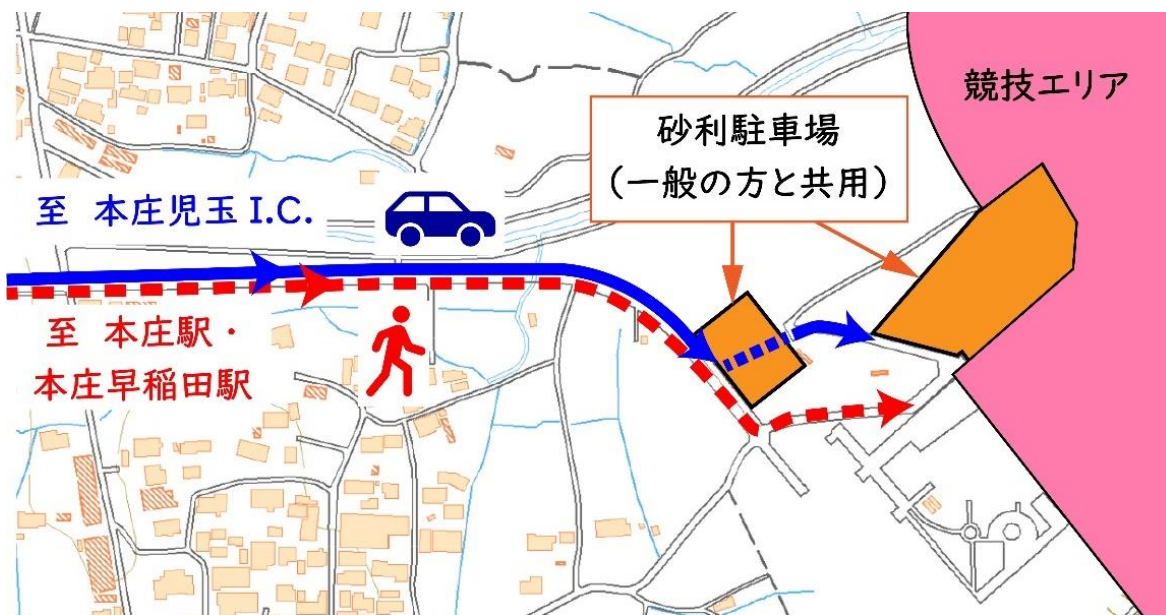 競技エリア
砂利駐車場
（一般の方と共用）
至 本庄児玉 I.C.
至 本庄駅・
本庄早稲田駅